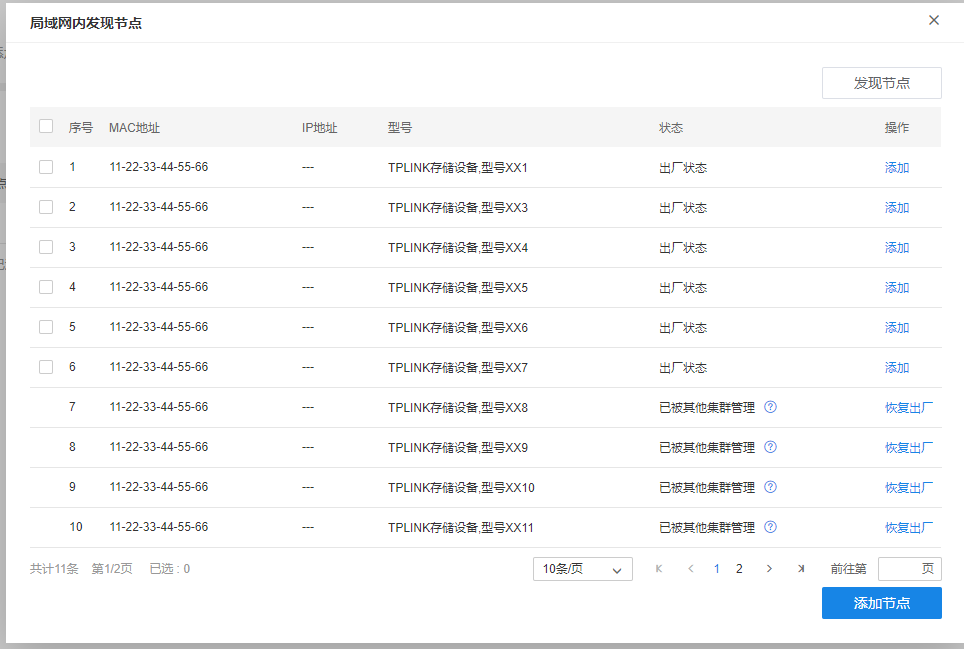 局域网内发现节点
发现节点
序号 MAC地址 IP地址 型号 状态 操作
1 11-22-33-44-55-66 --- TPLINK存储设备,型号XX1 出厂状态 添加
2 11-22-33-44-55-66 --- TPLINK存储设备,型号XX3 出厂状态 添加
3 11-22-33-44-55-66 --- TPLINK存储设备,型号XX4 出厂状态 添加
4 11-22-33-44-55-66 --- TPLINK存储设备,型号XX5 出厂状态 添加
5 11-22-33-44-55-66 --- TPLINK存储设备,型号XX6 出厂状态 添加
6 11-22-33-44-55-66 --- TPLINK存储设备,型号XX7 出厂状态 添加
7 11-22-33-44-55-66 --- TPLINK存储设备,型号XX8 已被其他集群管理 ? 恢复出厂
8 11-22-33-44-55-66 --- TPLINK存储设备,型号XX9 已被其他集群管理 ? 恢复出厂
9 11-22-33-44-55-66 --- TPLINK存储设备,型号XX10 已被其他集群管理 ? 恢复出厂
10 11-22-33-44-55-66 --- TPLINK存储设备,型号XX11 已被其他集群管理 ? 恢复出厂
共计11条 第1/2页 已选 : 0 10条/页 1 2 前往第 页
添加节点